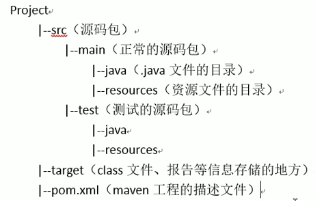 Project
|--src（源码包）
|--main（正常的源码包）
|--java（.java 文件的目录）
|--resources（资源文件的目录）
|--test（测试的源码包）
|--java
|--resources
|--target（class 文件、报告等信息存储的地方）
|--pom.xml（maven 工程的描述文件）